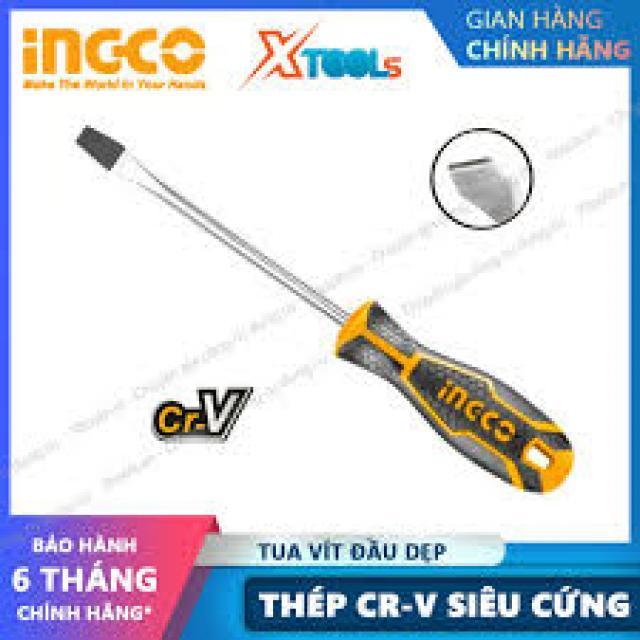 INGCO
Make The World In Your Hands
XTOOLS
GIAN HÀNG
CHÍNH HÃNG
INGCO
Cr-V
BẢO HÀNH
6 THÁNG
CHÍNH HÃNG*
TUA VÍT ĐẦU DẸP
THÉP CR-V SIÊU CỨNG